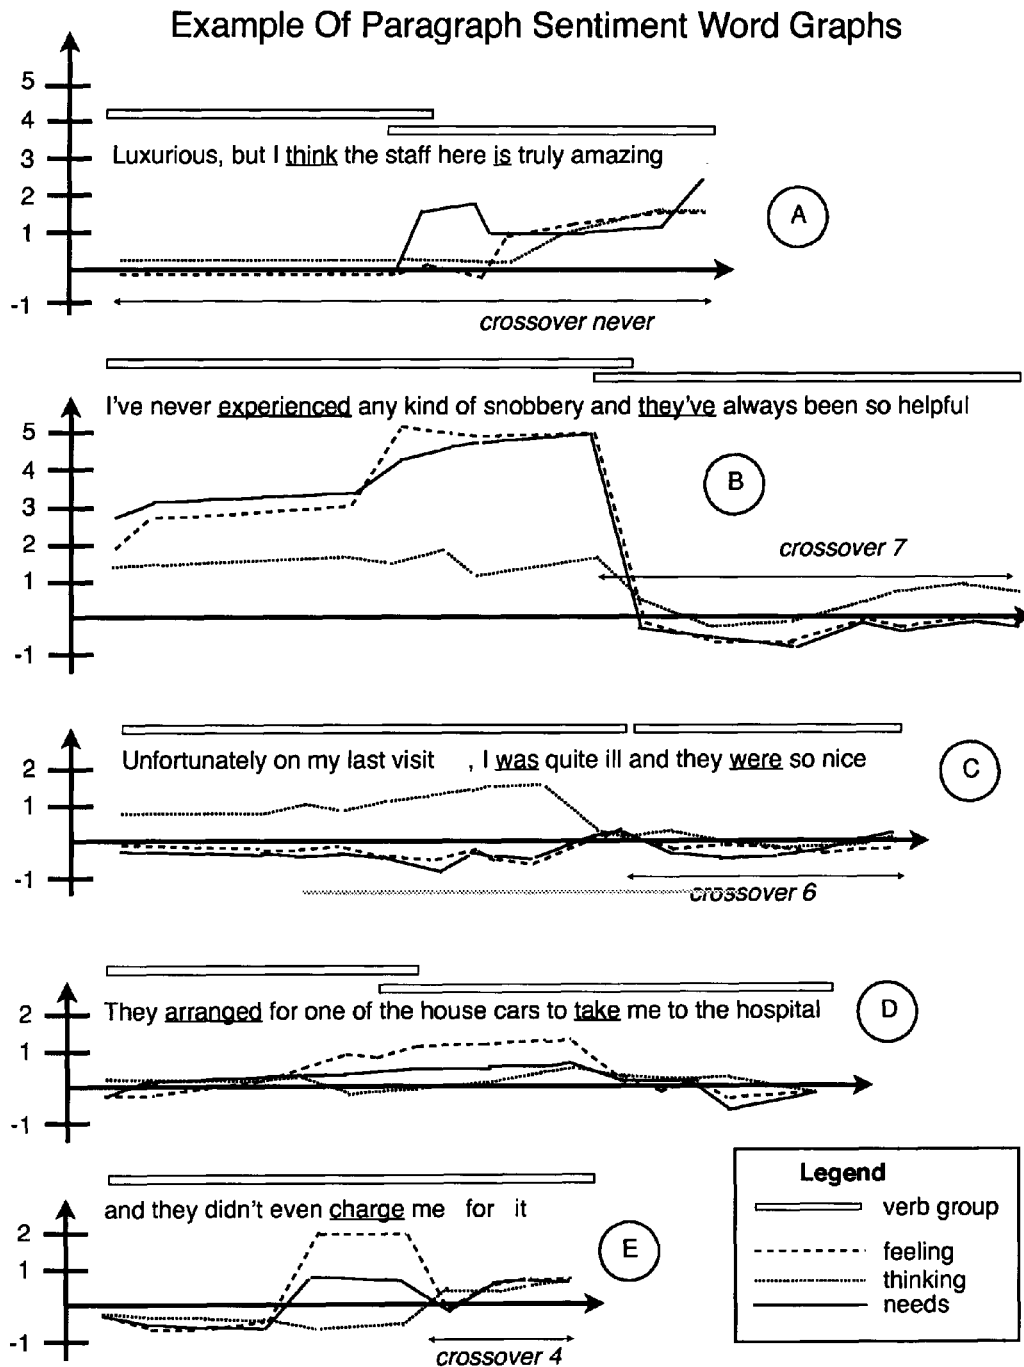 Example Of Paragraph Sentiment Word Graphs
5
4
3
2
1
-1
Luxurious, but I think the staff here is truly amazing
A
crossover never
I've never experienced any kind of snobbery and they've always been so helpful
5
4
3
2
1
-1
B
crossover 7
Unfortunately on my last visit , I was quite ill and they were so nice
2
1
-1
C
crossover 6
They arranged for one of the house cars to take me to the hospital
2
1
-1
D
and they didn't even charge me for it
2
1
-1
E
crossover 4
Legend
verb group
feeling
thinking
needs